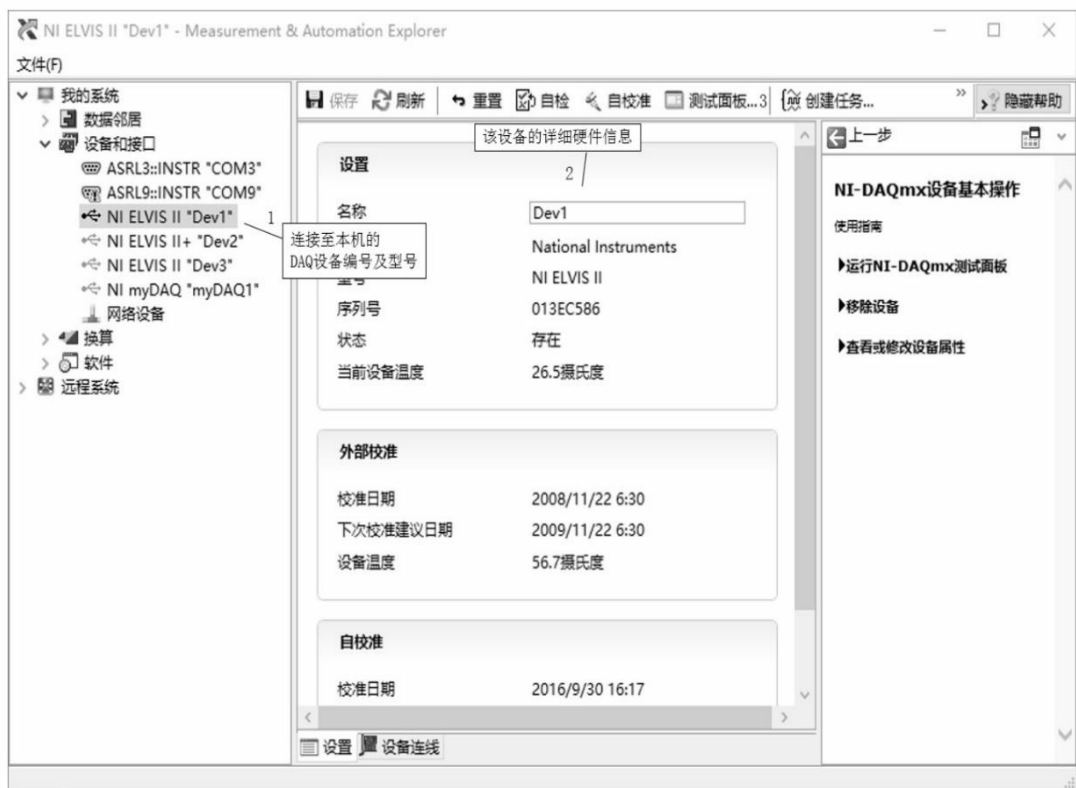 NI ELVIS II "Dev1" - Measurement & Automation Explorer
文件(F)
我的系统
数据邻居
设备和接口
ASRL3::INSTR "COM3"
ASRL9::INSTR "COM9"
NI ELVIS II "Dev1"
NI ELVIS II+ "Dev2"
NI ELVIS II "Dev3"
NI myDAQ "myDAQ1"
网络设备
换算
软件
远程系统
1
连接至本机的
DAQ设备编号及型号
保存 刷新 重置 自检 自校准 测试面板...3 创建任务... » 隐藏帮助
该设备的详细硬件信息
2
设置
名称 Dev1
National Instruments
型号 NI ELVIS II
序列号 013EC586
状态 存在
当前设备温度 26.5摄氏度
外部校准
校准日期 2008/11/22 6:30
下次校准建议日期 2009/11/22 6:30
设备温度 56.7摄氏度
自校准
校准日期 2016/9/30 16:17
设置 设备连线
上一步
NI-DAQmx设备基本操作
使用指南
运行NI-DAQmx测试面板
移除设备
查看或修改设备属性